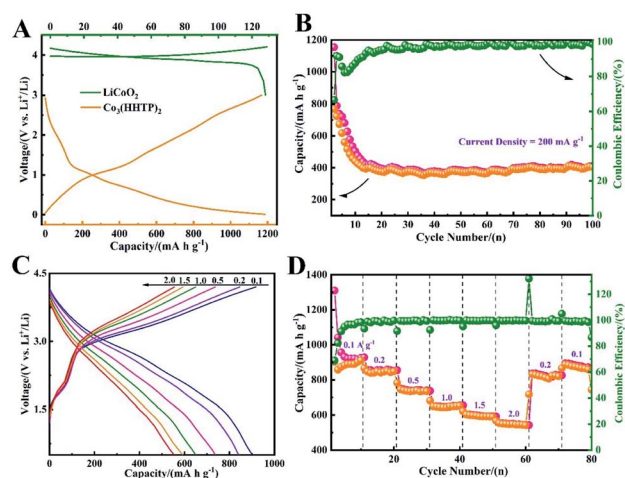 A
0 20 40 60 80 100 120
4
3
2
1
0
Voltage/(V vs. Li⁺/Li)
LiCoO₂
Co₃(HHTP)₂
0 200 400 600 800 1000 1200
Capacity/(mA h g⁻¹)
B
1200
1000
800
600
400
200
Capacity/(mA h g⁻¹)
Current Density = 200 mA g⁻¹
100
80
60
40
20
0
Coulombic Efficiency/(%)
10 20 30 40 50 60 70 80 90 100
Cycle Number/(n)
C
4.5
3.0
1.5
Voltage/(V vs. Li⁺/Li)
2.0 1.5 1.0 0.5 0.2 0.1
0 200 400 600 800 1000
Capacity/(mA h g⁻¹)
D
1400
1200
1000
800
600
400
Capacity/(mA h g⁻¹)
0.1 A g⁻¹
0.2
0.5
1.0
1.5
2.0
0.2
0.1
120
100
80
60
40
20
0
Coulombic Efficiency/(%)
0 20 40 60 80
Cycle Number/(n)